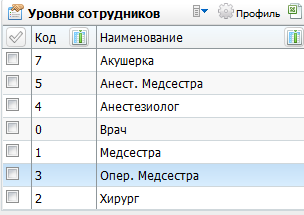 Уровни сотрудников Профиль
Код Наименование
7 Акушерка
5 Анест. Медсестра
4 Анестезиолог
0 Врач
1 Медсестра
3 Опер. Медсестра
2 Хирург